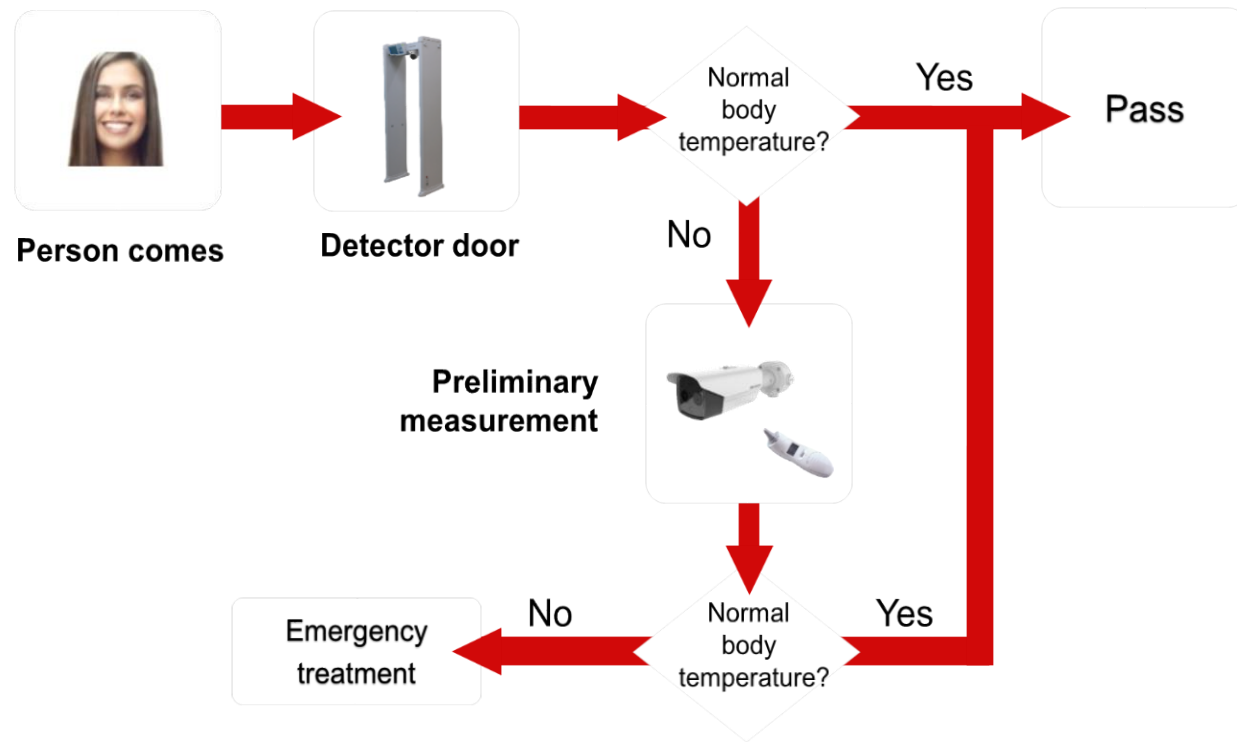 Person comes
Detector door
Normal
body
temperature?
Yes
Pass
No
Preliminary
measurement
Normal
body
temperature?
No
Yes
Emergency
treatment